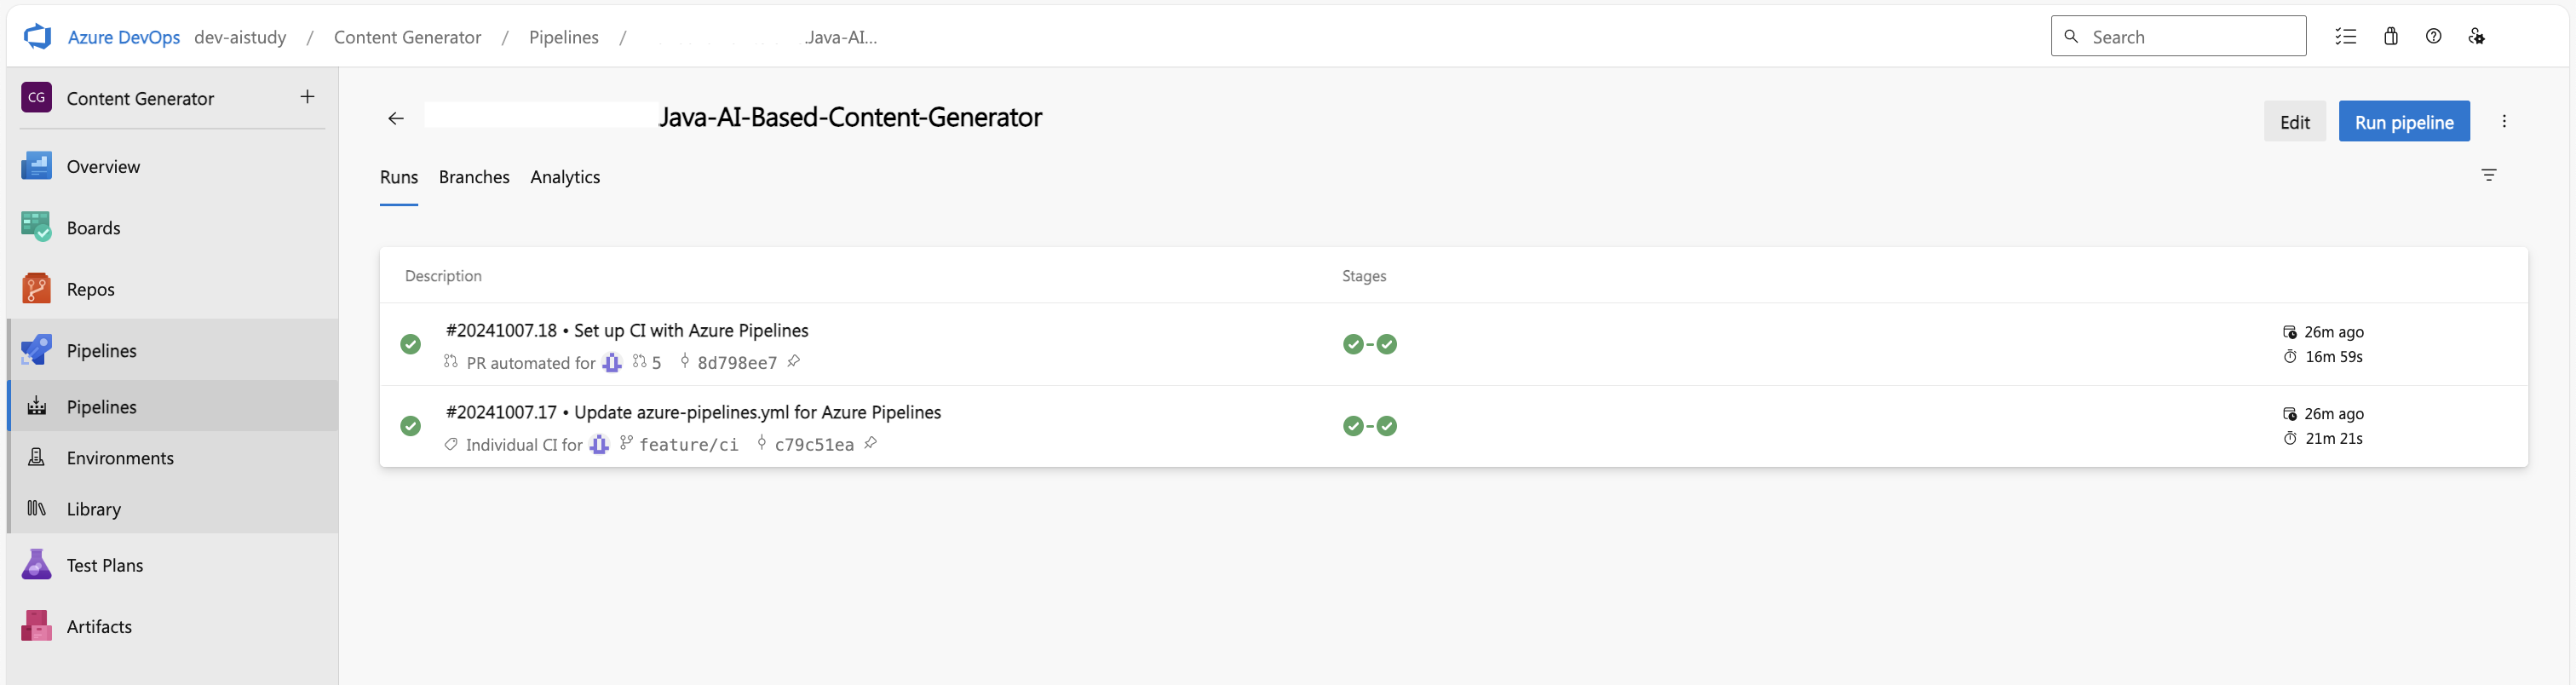 Azure DevOps dev-aistudy / Content Generator / Pipelines / .Java-AI...
Search
CG Content Generator +
Java-AI-Based-Content-Generator
Edit
Run pipeline
Runs Branches Analytics
Overview
Boards
Repos
Pipelines
Pipelines
Environments
Library
Test Plans
Artifacts
Description Stages
#20241007.18 • Set up CI with Azure Pipelines
PR automated for 5 8d798ee7
26m ago
16m 59s
#20241007.17 • Update azure-pipelines.yml for Azure Pipelines
Individual CI for feature/ci c79c51ea
26m ago
21m 21s